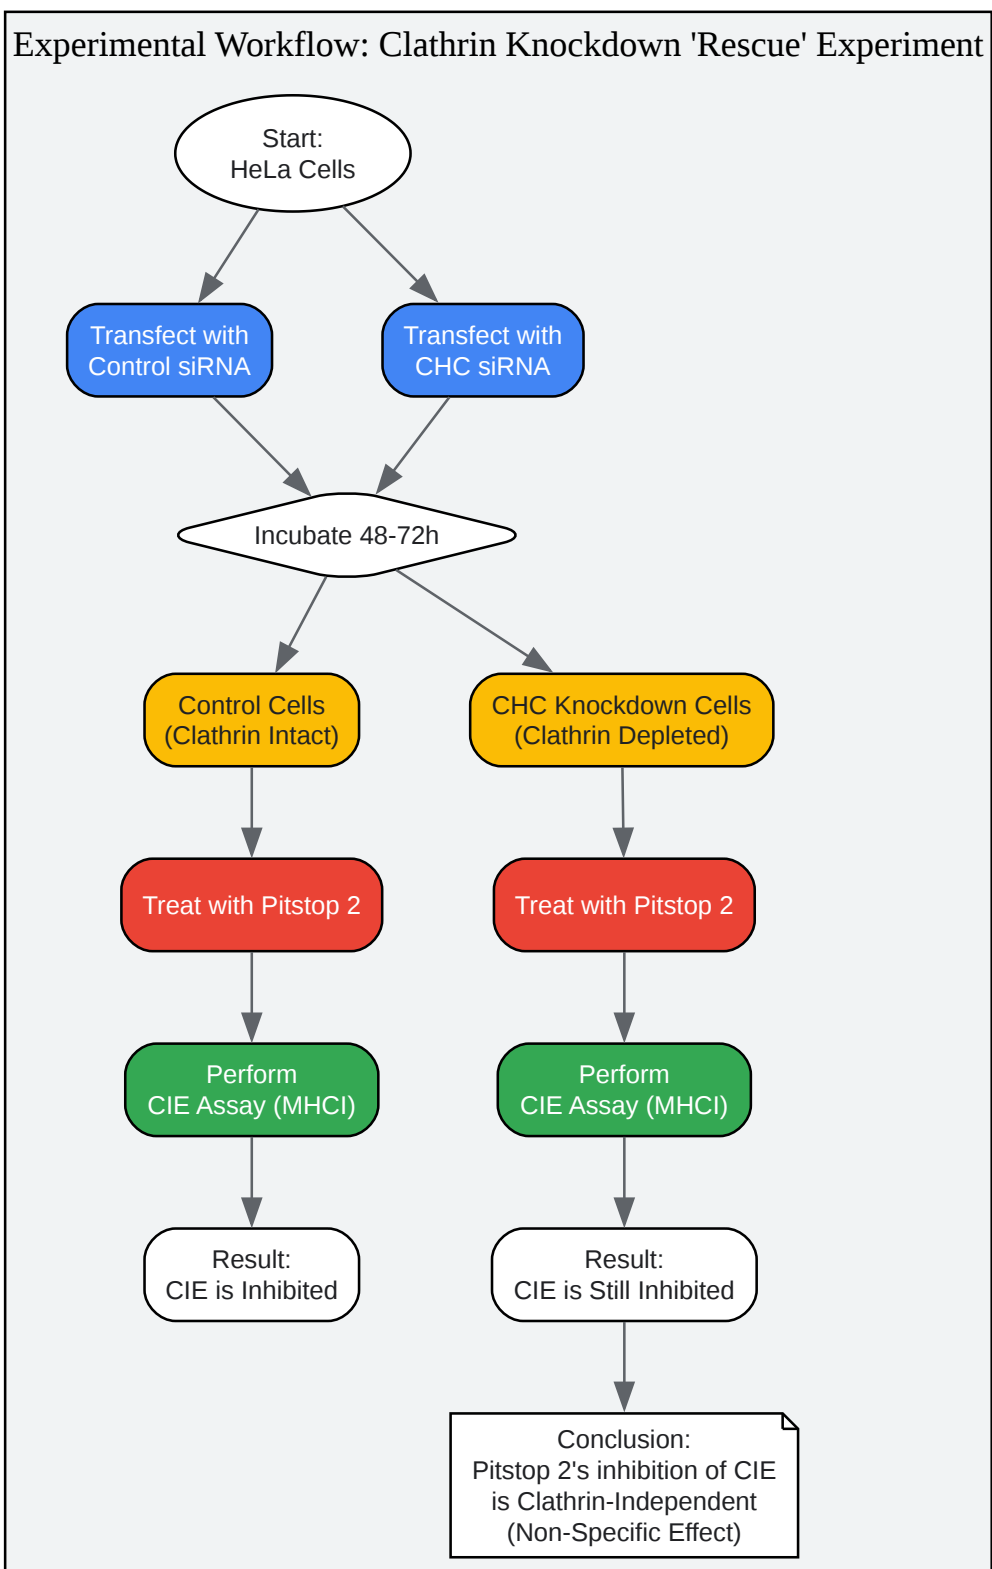 Experimental Workflow: Clathrin Knockdown 'Rescue' Experiment
Start:
HeLa Cells
Transfect with
Control siRNA
Transfect with
CHC siRNA
Incubate 48-72h
Control Cells
(Clathrin Intact)
CHC Knockdown Cells
(Clathrin Depleted)
Treat with Pitstop 2
Treat with Pitstop 2
Perform
CIE Assay (MHCI)
Perform
CIE Assay (MHCI)
Result:
CIE is Inhibited
Result:
CIE is Still Inhibited
Conclusion:
Pitstop 2's inhibition of CIE
is Clathrin-Independent
(Non-Specific Effect)